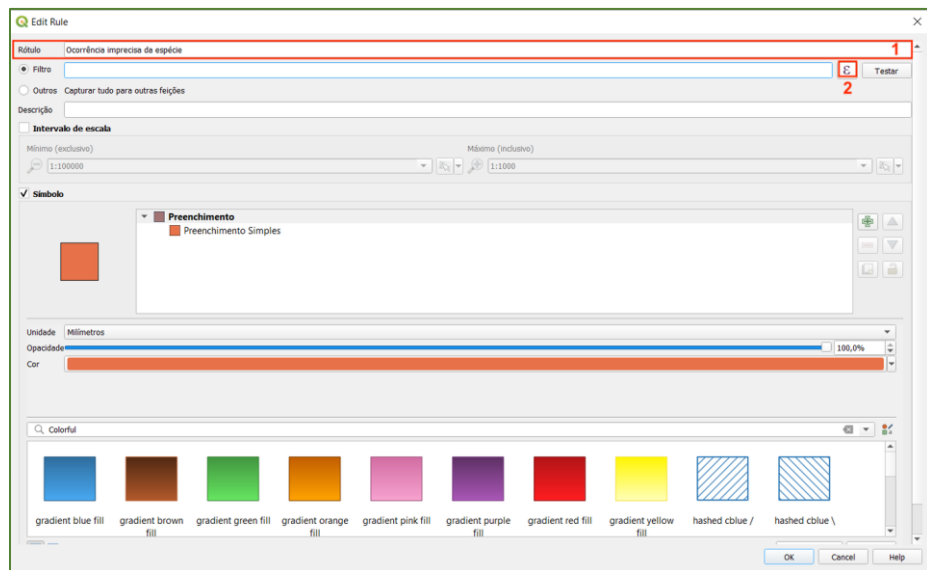 Edit Rule
Rótulo Ocorrência imprecisa da espécie 1
Filtro ε Testar
2
Outros Capturar tudo para outras feições
Descrição
Intervalo de escala
Mínimo (exclusivo) Máximo (inclusivo)
1:100000 1:1000
Símbolo
Preenchimento
Preenchimento Simples
Unidade Milímetros
Opacidade 100,0%
Cor
Colorful
gradient blue fill gradient brown fill gradient green fill gradient orange fill gradient pink fill gradient purple fill gradient red fill gradient yellow fill hashed cblue / hashed cblue \
OK Cancel Help